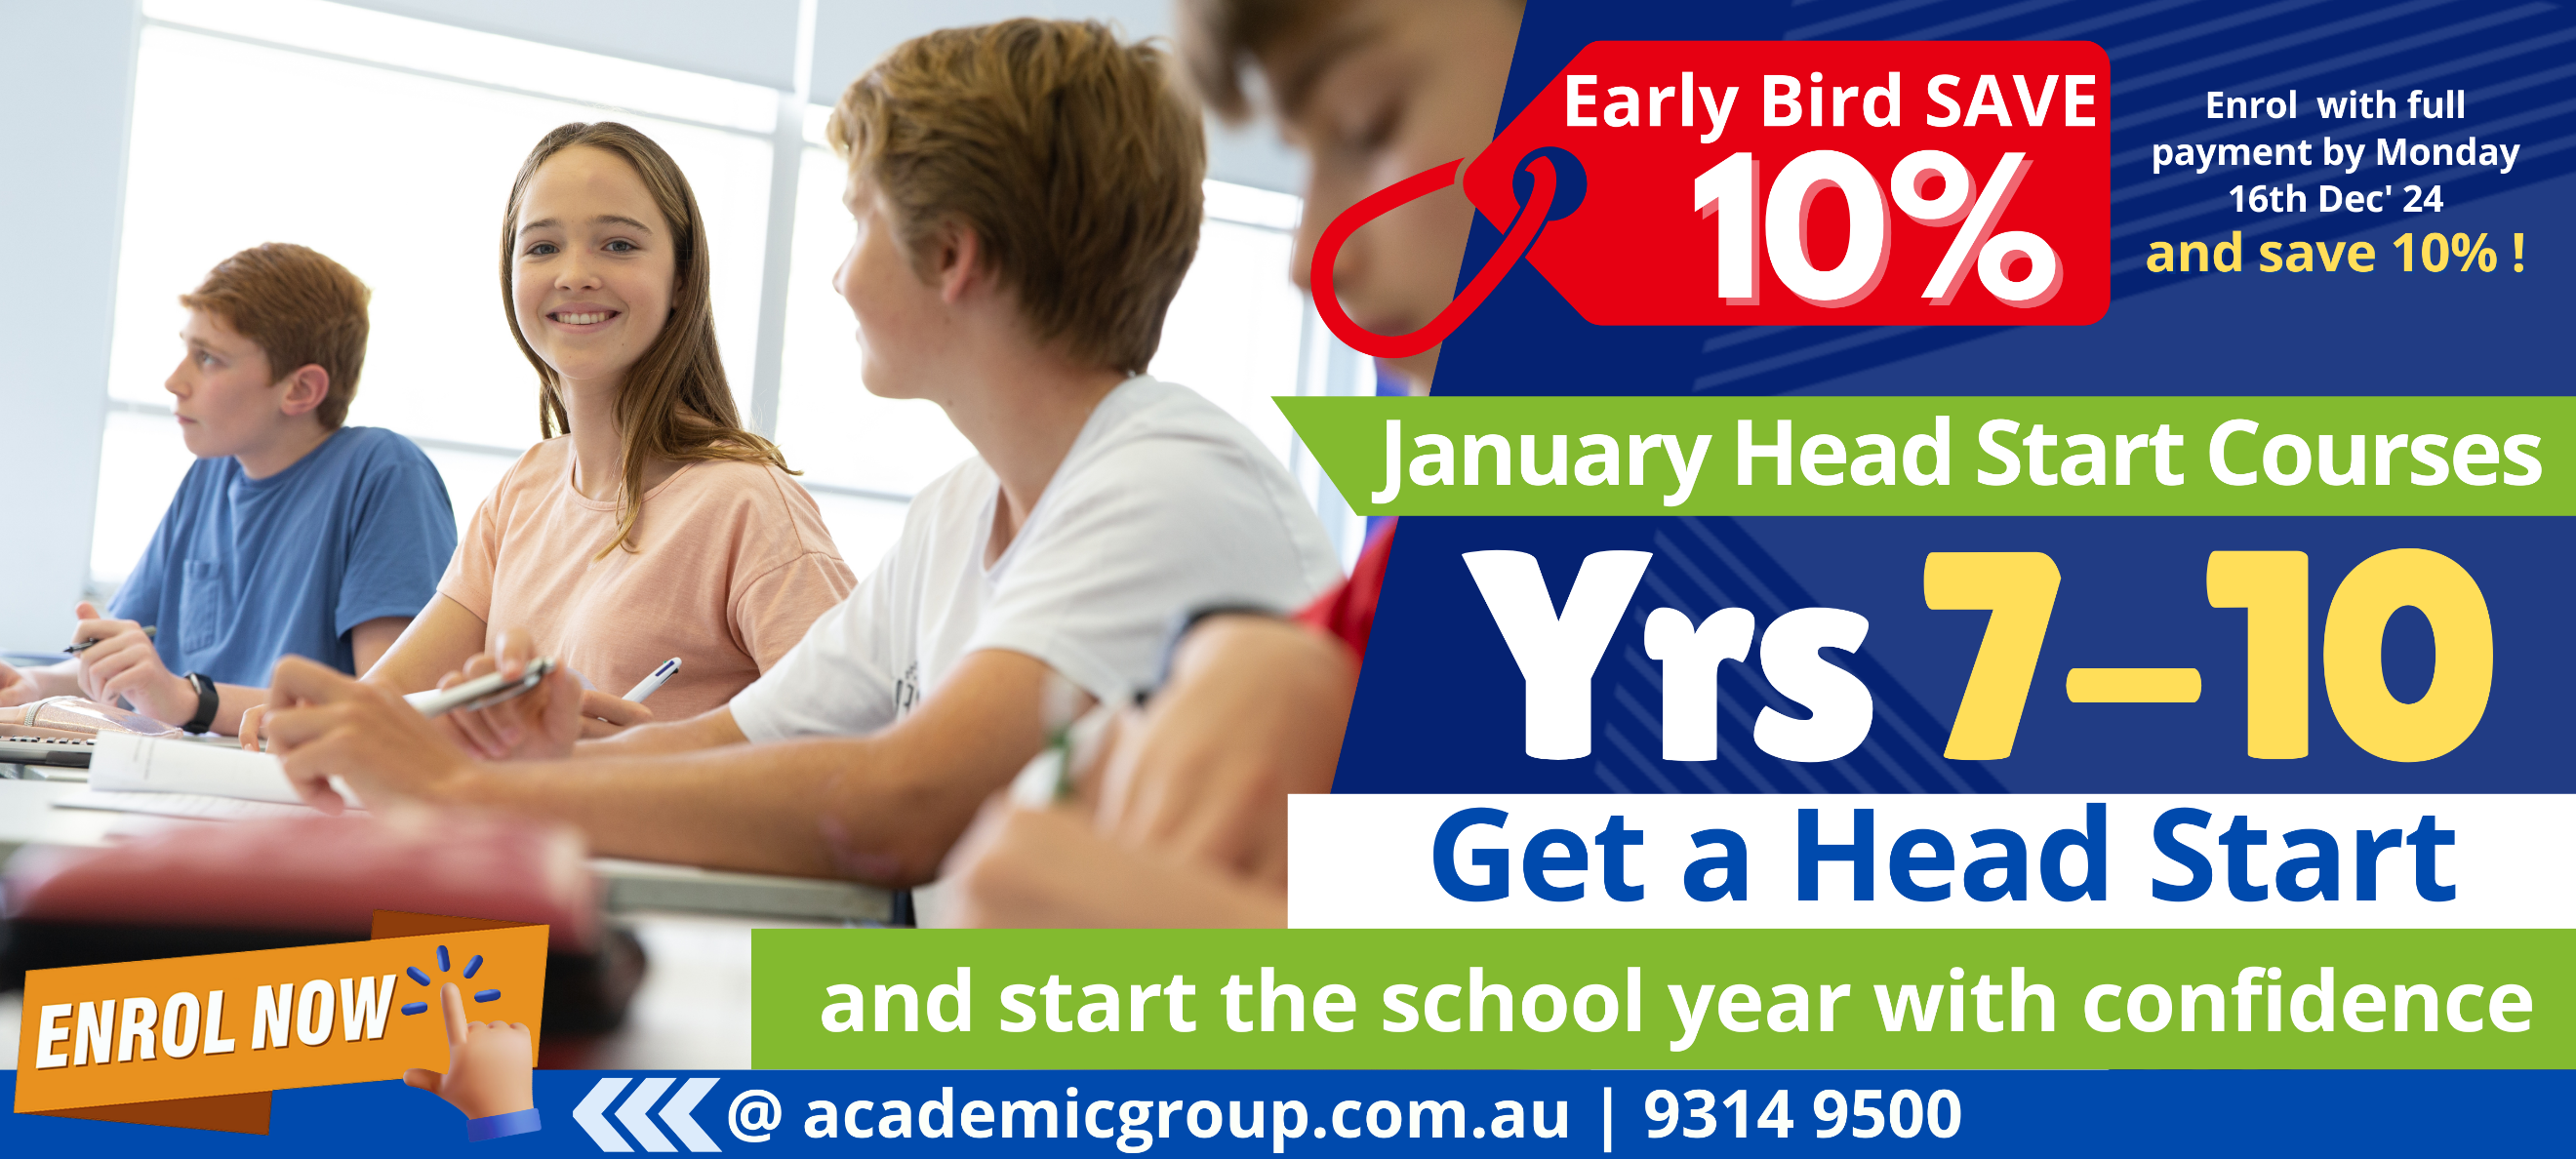 Early Bird SAVE
10%
Enrol with full
payment by Monday
16th Dec' 24
and save 10% !
January Head Start Courses
Yrs 7-10
Get a Head Start
and start the school year with confidence
ENROL NOW
@ academicgroup.com.au | 9314 9500